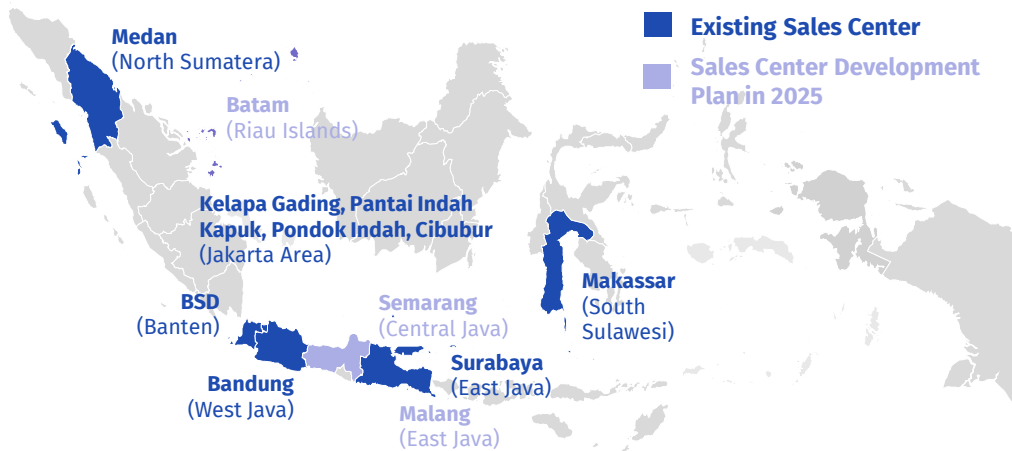 Existing Sales Center
Sales Center Development
Plan in 2025
Medan
(North Sumatera)
Batam
(Riau Islands)
Kelapa Gading, Pantai Indah
Kapuk, Pondok Indah, Cibubur
(Jakarta Area)
BSD
(Banten)
Bandung
(West Java)
Semarang
(Central Java)
Surabaya
(East Java)
Malang
(East Java)
Makassar
(South
Sulawesi)